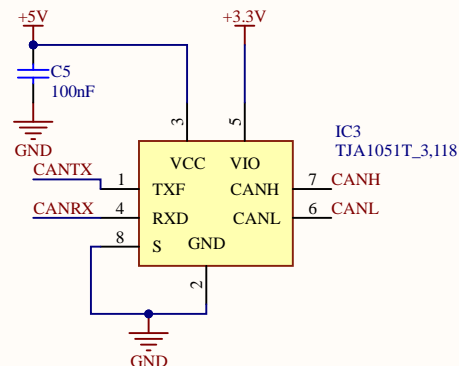 +5V
+3.3V
C5
100nF
GND
3
5
IC3
TJA1051T_3,118
VCC
VIO
CANTX
1
TXF
CANH
7
CANH
CANRX
4
RXD
CANL
6
CANL
8
S
GND
2
GND